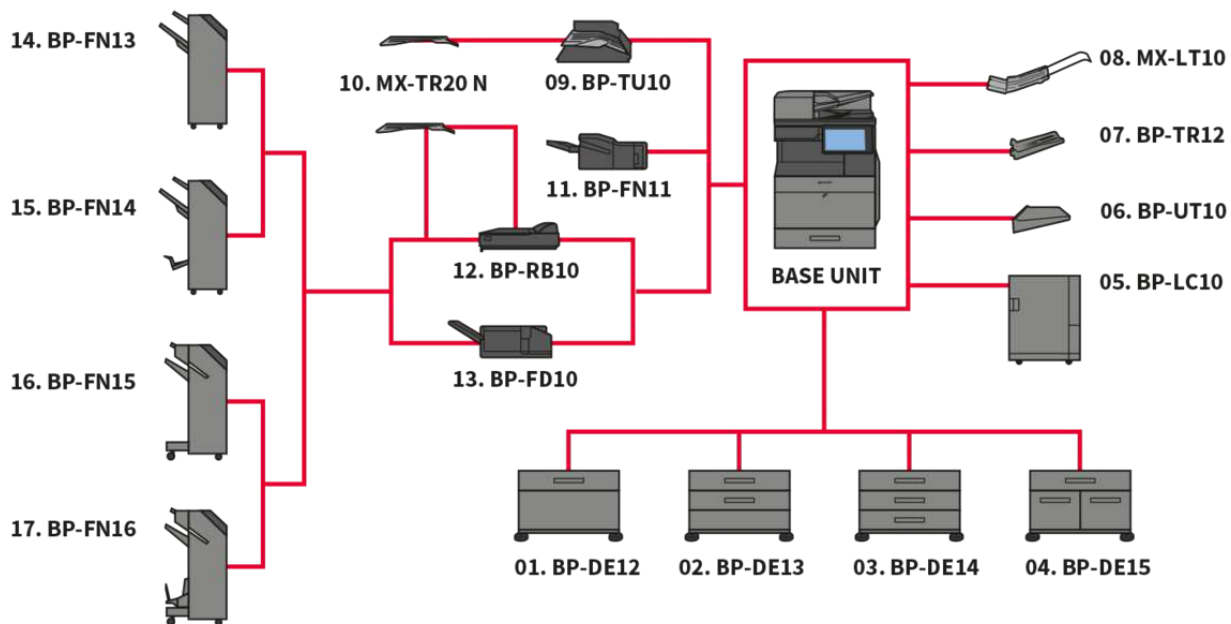 14. BP-FN13
10. MX-TR20 N
09. BP-TU10
08. MX-LT10
07. BP-TR12
11. BP-FN11
15. BP-FN14
06. BP-UT10
12. BP-RB10
BASE UNIT
05. BP-LC10
13. BP-FD10
16. BP-FN15
17. BP-FN16
01. BP-DE12
02. BP-DE13
03. BP-DE14
04. BP-DE15